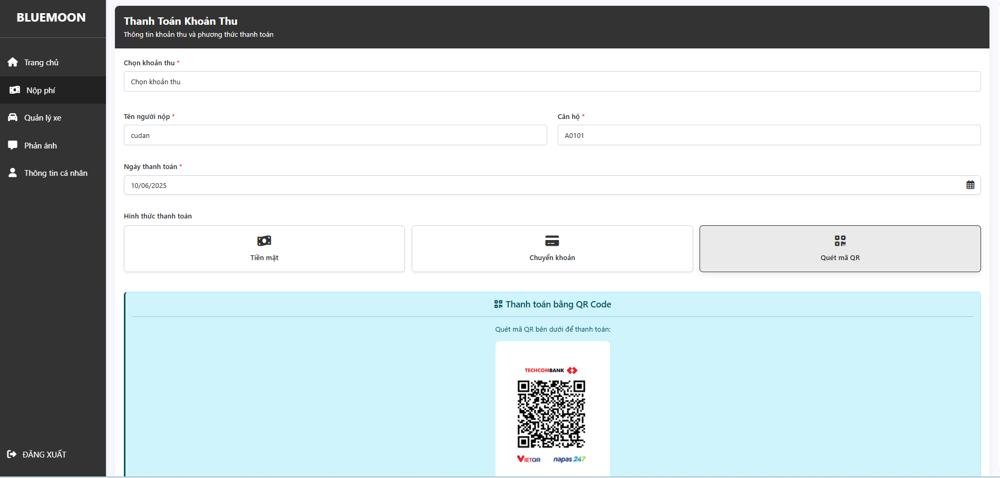 BLUEMOON
Trang chủ
Nộp phí
Quản lý xe
Phản ánh
Thông tin cá nhân
ĐĂNG XUẤT
Thanh Toán Khoản Thu
Thông tin khoản thu và phương thức thanh toán
Chọn khoản thu *
Chọn khoản thu
Tên người nộp *
cudan
Căn hộ *
A0101
Ngày thanh toán *
10/06/2025
Hình thức thanh toán
Tiền mặt
Chuyển khoản
Quét mã QR
Thanh toán bằng QR Code
Quét mã QR bên dưới để thanh toán:
TECHCOMBANK
VIETQR
napas 247